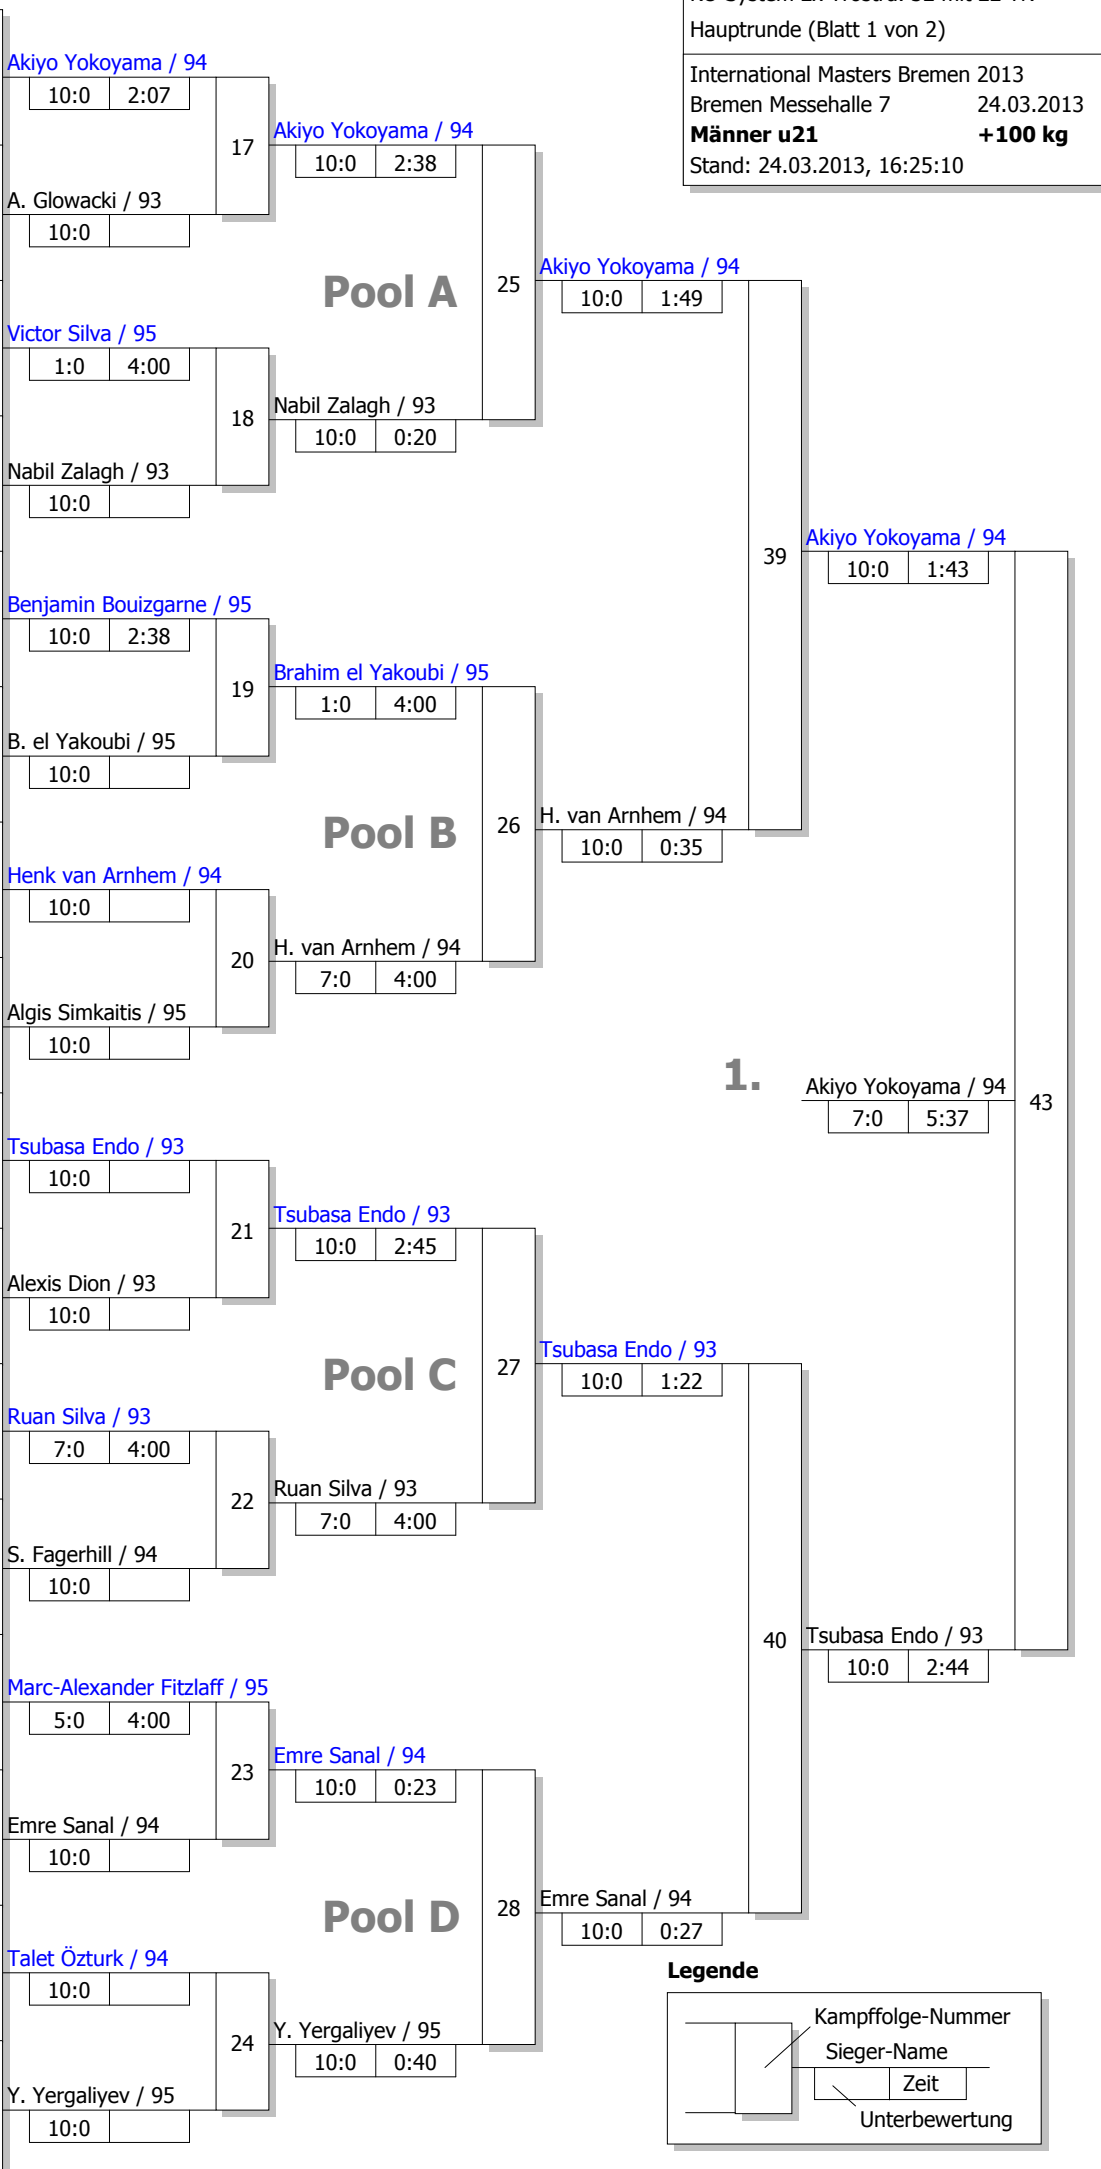 Hauptrunde (Blatt 1 von 2)
International Masters Bremen 2013
Bremen Messehalle 7 24.03.2013
Männer u21 +100 kg
Stand: 24.03.2013, 16:25:10
Akiyo Yokoyama / 94
10:0 2:07
17
A. Glowacki / 93
10:0
Akiyo Yokoyama / 94
10:0 2:38
Pool A
25
Victor Silva / 95
1:0 4:00
18
Nabil Zalagh / 93
10:0
Nabil Zalagh / 93
10:0 0:20
Akiyo Yokoyama / 94
10:0 1:49
39
Benjamin Bouizgarne / 95
10:0 2:38
19
B. el Yakoubi / 95
10:0
Brahim el Yakoubi / 95
1:0 4:00
Pool B
26
Henk van Arnhem / 94
10:0
20
Algis Simkaitis / 95
10:0
H. van Arnhem / 94
7:0 4:00
H. van Arnhem / 94
10:0 0:35
Akiyo Yokoyama / 94
10:0 1:43
1.
Akiyo Yokoyama / 94
7:0 5:37
43
Tsubasa Endo / 93
10:0
21
Alexis Dion / 93
10:0
Tsubasa Endo / 93
10:0 2:45
Pool C
27
Ruan Silva / 93
7:0 4:00
22
S. Fagerhill / 94
10:0
Ruan Silva / 93
7:0 4:00
Tsubasa Endo / 93
10:0 1:22
40
Tsubasa Endo / 93
10:0 2:44
Marc-Alexander Fitzlaff / 95
5:0 4:00
23
Emre Sanal / 94
10:0
Emre Sanal / 94
10:0 0:23
Pool D
28
Emre Sanal / 94
10:0 0:27
Talet Özturk / 94
10:0
24
Y. Yergaliyev / 95
10:0
Y. Yergaliyev / 95
10:0 0:40
Legende
Kampffolge-Nummer
Sieger-Name
Zeit
Unterbewertung